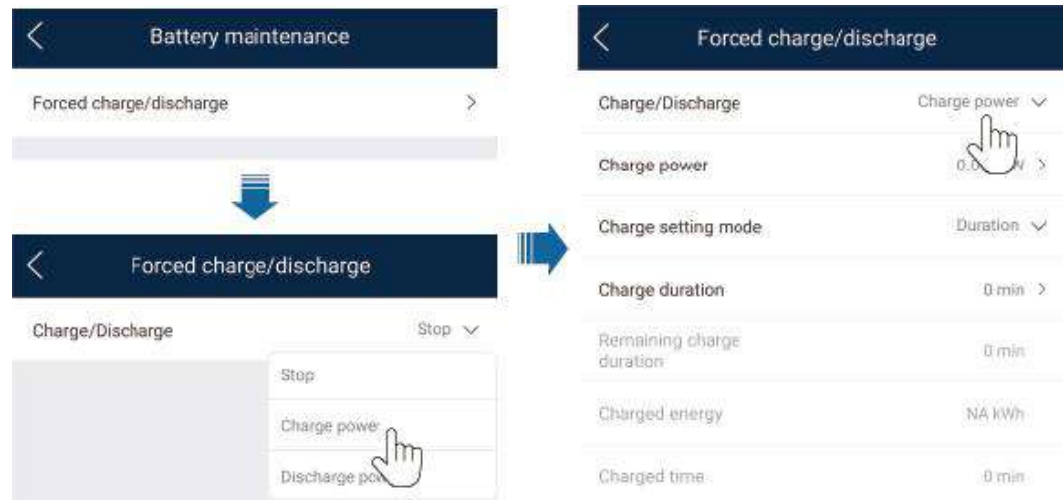 Battery maintenance
Forced charge/discharge
Forced charge/discharge
Charge/Discharge
Stop
Stop
Charge power
Discharge
Forced charge/discharge
Charge/Discharge
Charge power
Charge power
Charge setting mode
Duration
Charge duration
0 min
Remaining charge
duration
0 min
Charged energy
NA kWh
Charged time
0 min